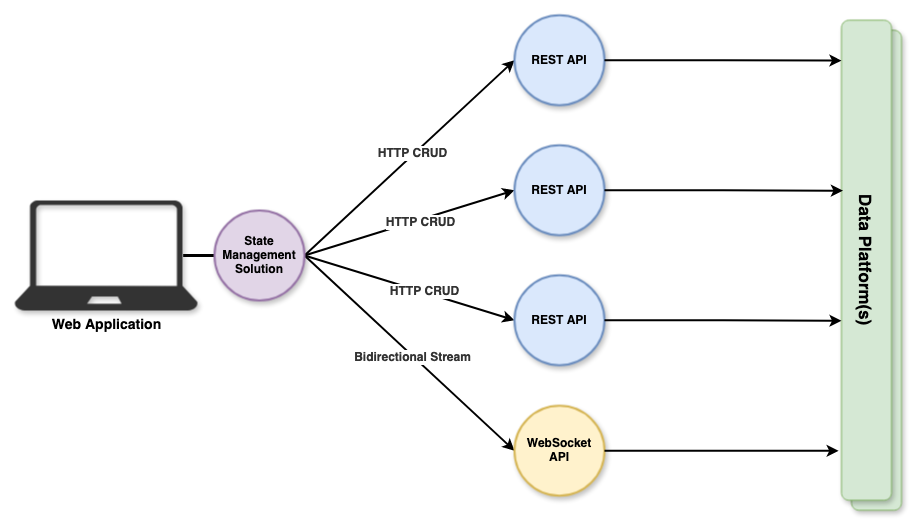 REST API
HTTP CRUD
REST API
HTTP CRUD
State
Management
Solution
Web Application
HTTP CRUD
REST API
Bidirectional Stream
WebSocket
API
Data Platform(s)